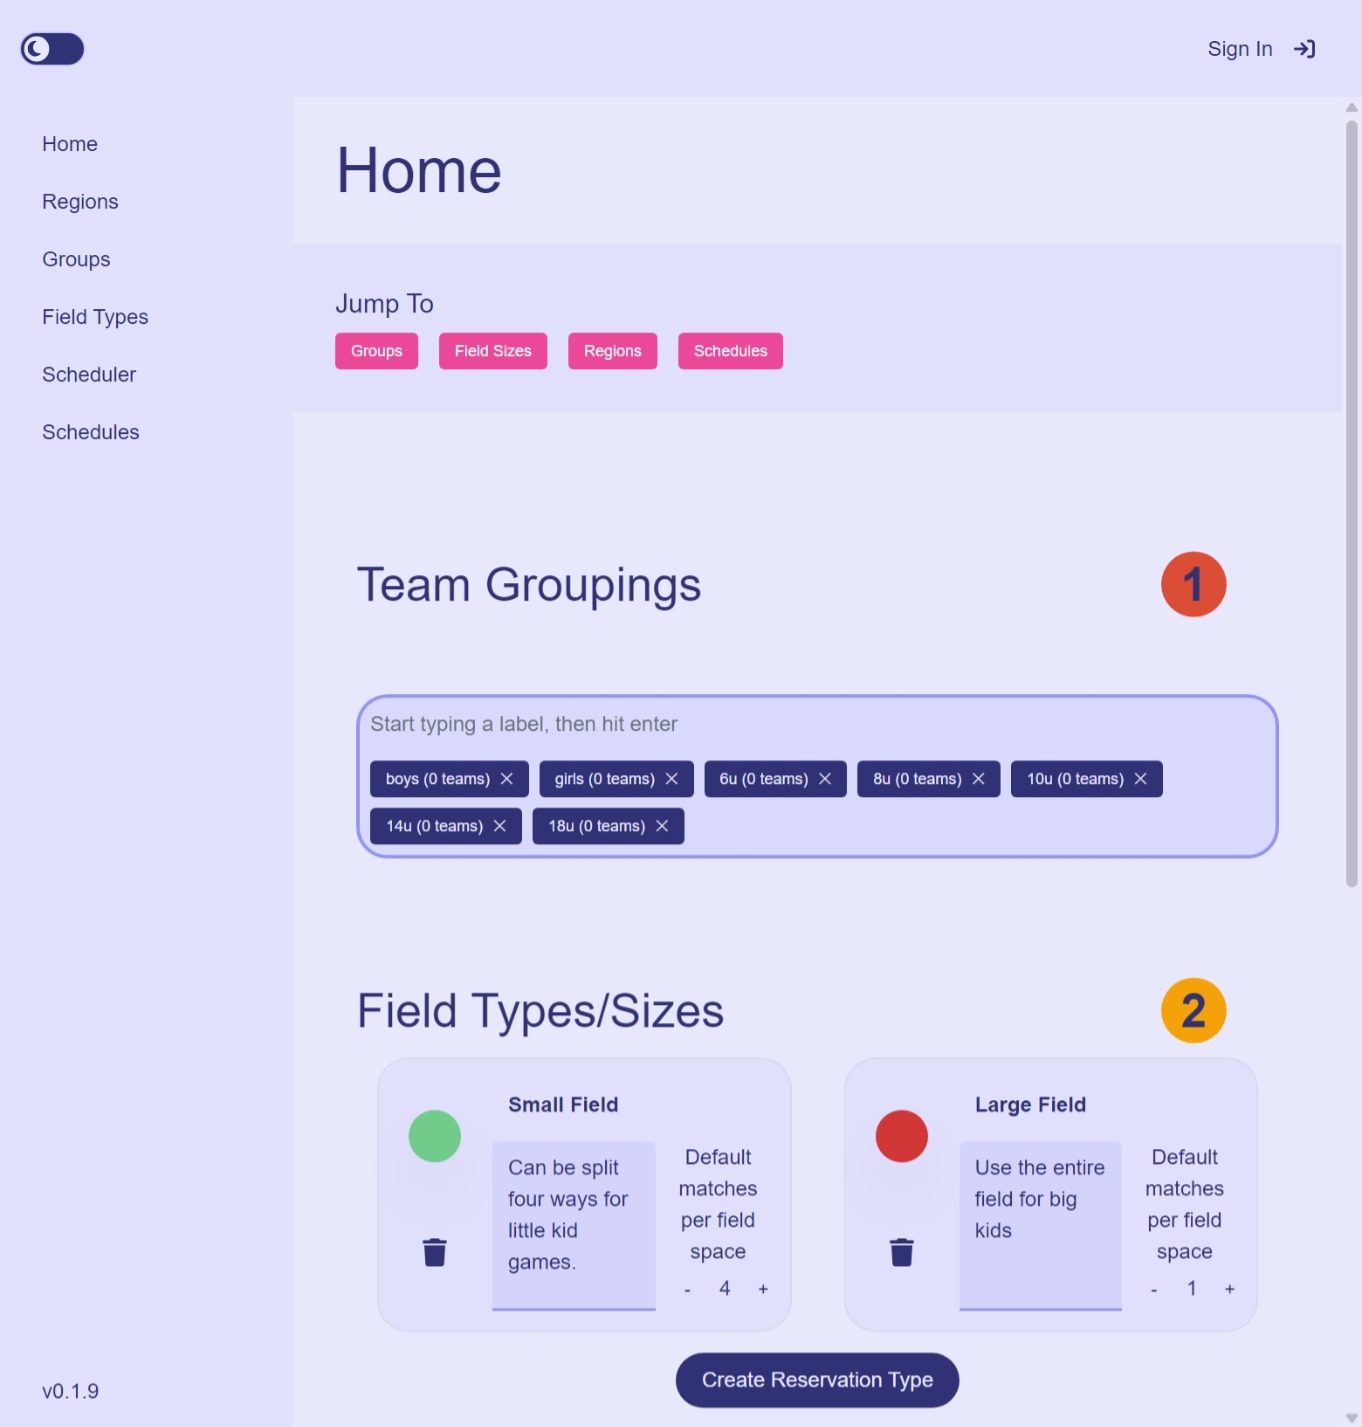 Sign In
Home
Regions
Groups
Field Types
Scheduler
Schedules
v0.1.9
Home
Jump To
Groups Field Sizes Regions Schedules
Team Groupings 1
Start typing a label, then hit enter
boys (0 teams) girls (0 teams) 6u (0 teams) 8u (0 teams) 10u (0 teams)
14u (0 teams) 18u (0 teams)
Field Types/Sizes 2
Small Field
Can be split
four ways for
little kid
games.
Default
matches
per field
space
- 4 +
Large Field
Use the entire
field for big
kids
Default
matches
per field
space
- 1 +
Create Reservation Type